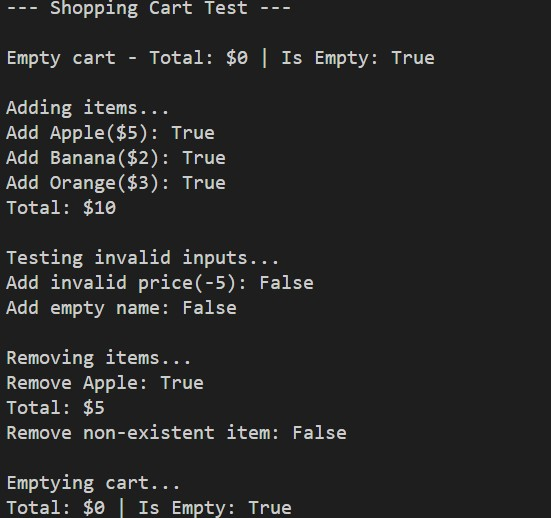 --- Shopping Cart Test ---
Empty cart - Total: $0 | Is Empty: True
Adding items...
Add Apple($5): True
Add Banana($2): True
Add Orange($3): True
Total: $10
Testing invalid inputs...
Add invalid price(-5): False
Add empty name: False
Removing items...
Remove Apple: True
Total: $5
Remove non-existent item: False
Emptying cart...
Total: $0 | Is Empty: True